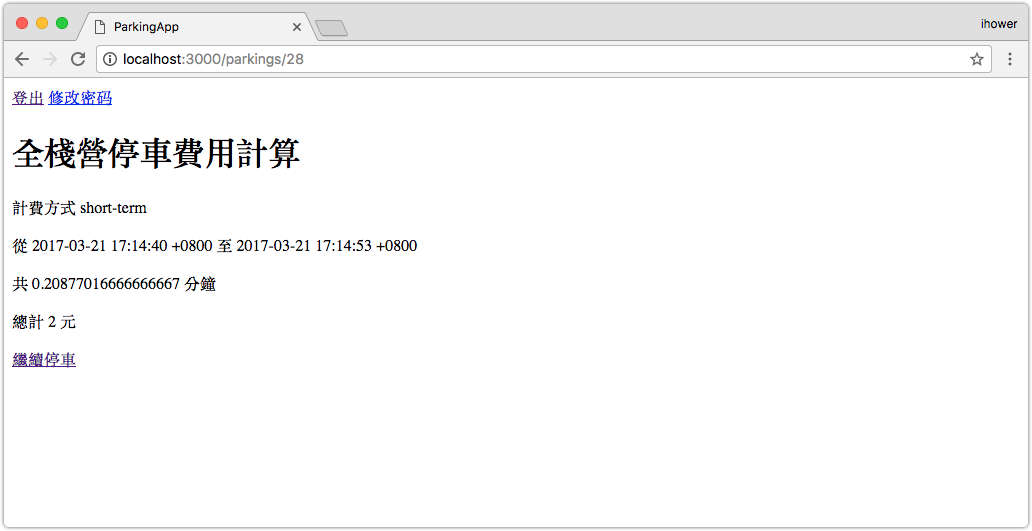 ParkingApp
ihower
localhost:3000/parkings/28
登出 修改密码
全棧營停車費用計算
計費方式 short-term
從 2017-03-21 17:14:40 +0800 至 2017-03-21 17:14:53 +0800
共 0.20877016666666667 分鐘
總計 2 元
繼續停車